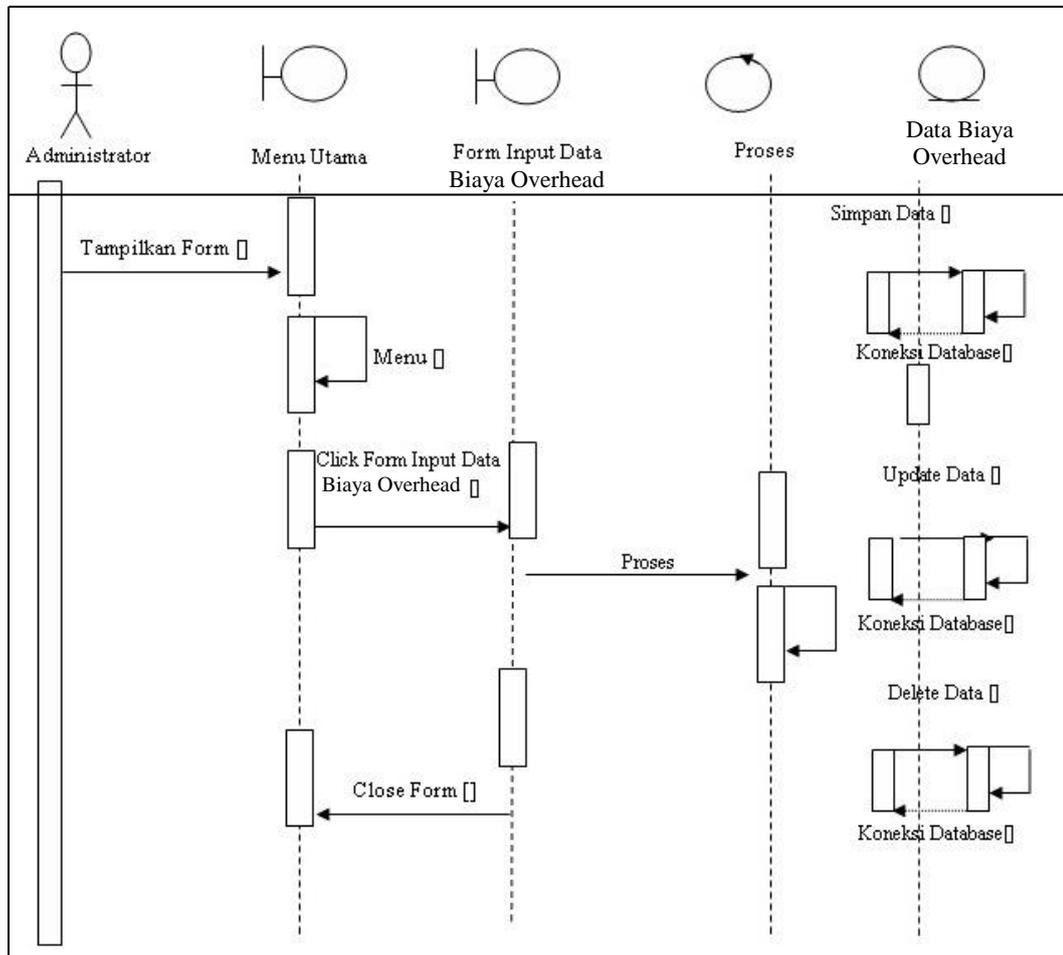 Administrator
Menu Utama
Form Input Data
Biaya Overhead
Proses
Data Biaya
Overhead
Simpan Data []
Tampilkan Form []
Koneksi Database[]
Menu []
Click Form Input Data
Biaya Overhead []
Update Data []
Proses
Koneksi Database[]
Delete Data []
Close Form []
Koneksi Database[]